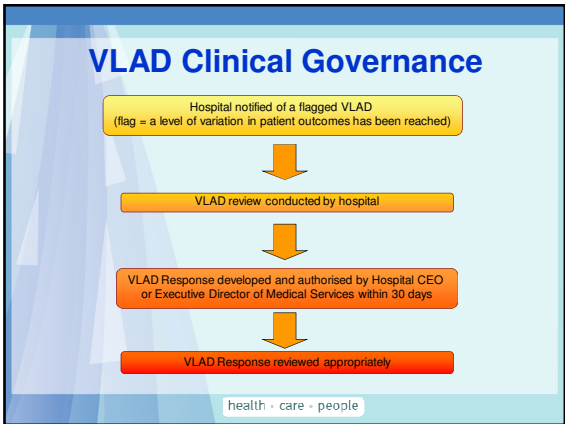 VLAD Clinical Governance
Hospital notified of a flagged VLAD
(flag = a level of variation in patient outcomes has been reached)
VLAD review conducted by hospital
VLAD Response developed and authorised by Hospital CEO
or Executive Director of Medical Services within 30 days
VLAD Response reviewed appropriately
health • care • people